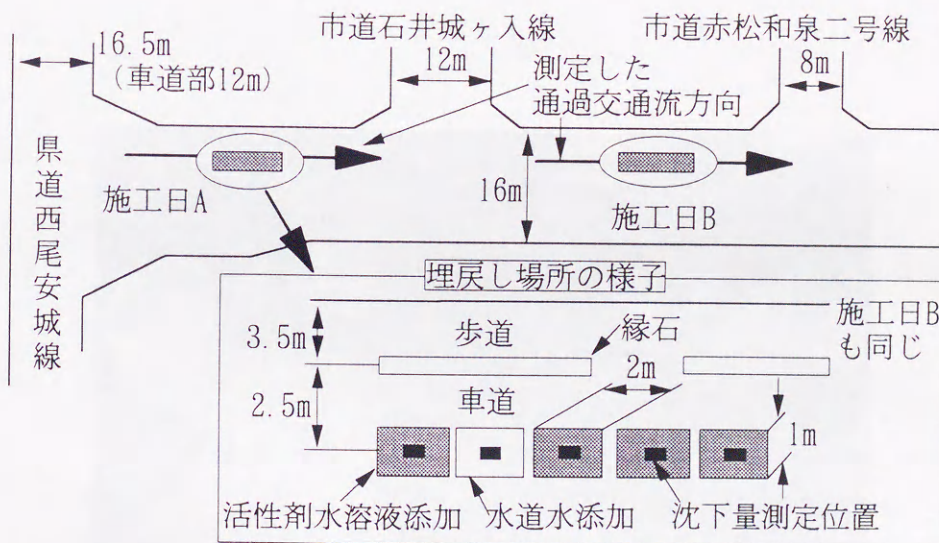 市道石井城ヶ入線
市道赤松和泉二号線
16.5m
（車道部12m）
12m
測定した
通過交通流方向
8m
県道西尾安城線
施工日A
16m
施工日B
埋戻し場所の様子
3.5m
歩道
縁石
施工日B
も同じ
2m
2.5m
車道
1m
活性剤水溶液添加
水道水添加
沈下量測定位置